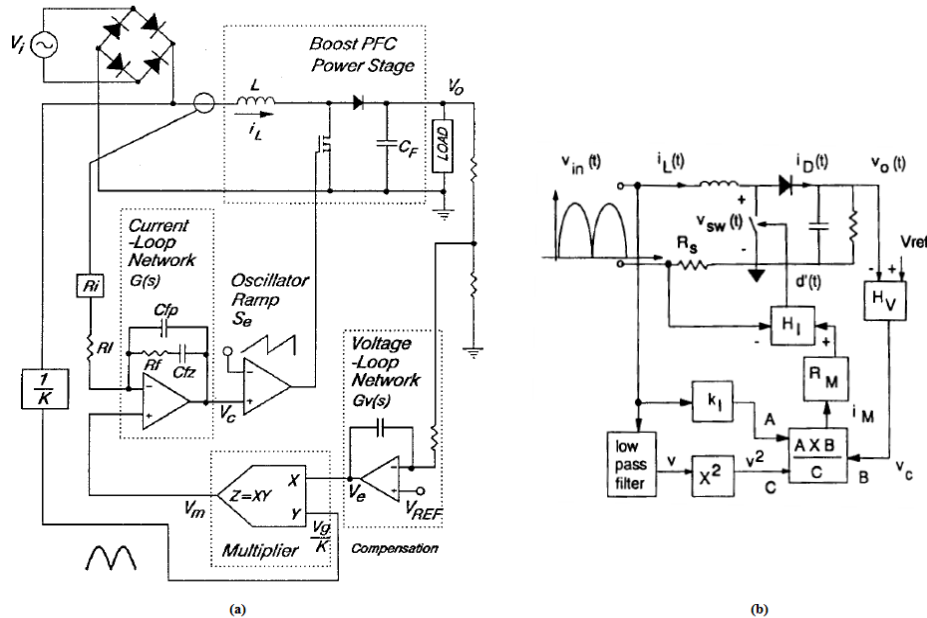 Boost PFC
Power Stage
Vi
L
iL
Vo
CF
LOAD
Current
-Loop
Network
G(s)
Oscillator
Ramp
Se
Ri
Rl
Cfp
Rf
Cfz
1
K
Vc
Voltage
-Loop
Network
Gv(s)
Z=XY
X
Y
Vm
Ve
VREF
Vg
K
Multiplier
Compensation
(a)
vin(t)
iL(t)
iD(t)
vo(t)
vsw(t)
+
-
Rs
d'(t)
Vref
- +
HV
HI
- +
RM
iM
kI
A
A X B
C
B
vc
low
pass
filter
v
X2
v2
C
(b)